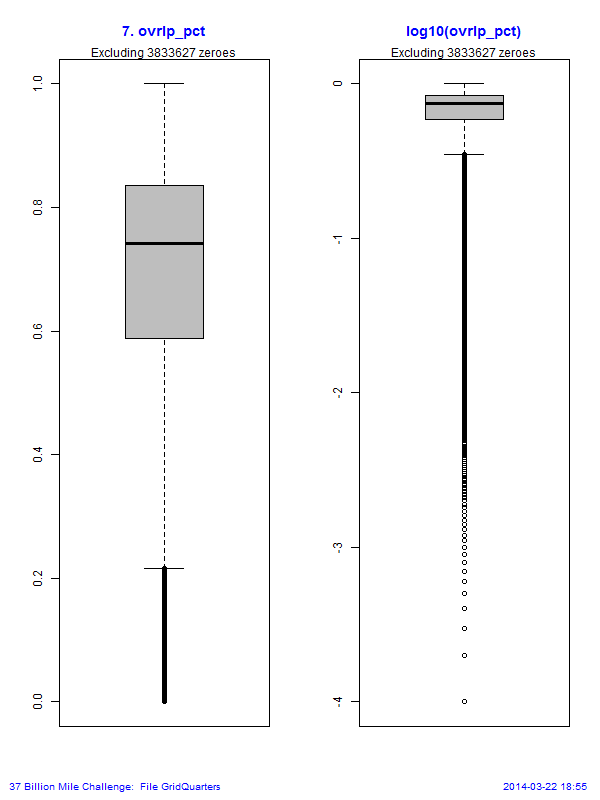 7. ovrlp_pct
Excluding 3833627 zeroes
1.0
0.8
0.6
0.4
0.2
0.0
log10(ovrlp_pct)
Excluding 3833627 zeroes
0
-1
-2
-3
-4
37 Billion Mile Challenge: File GridQuarters
2014-03-22 18:55